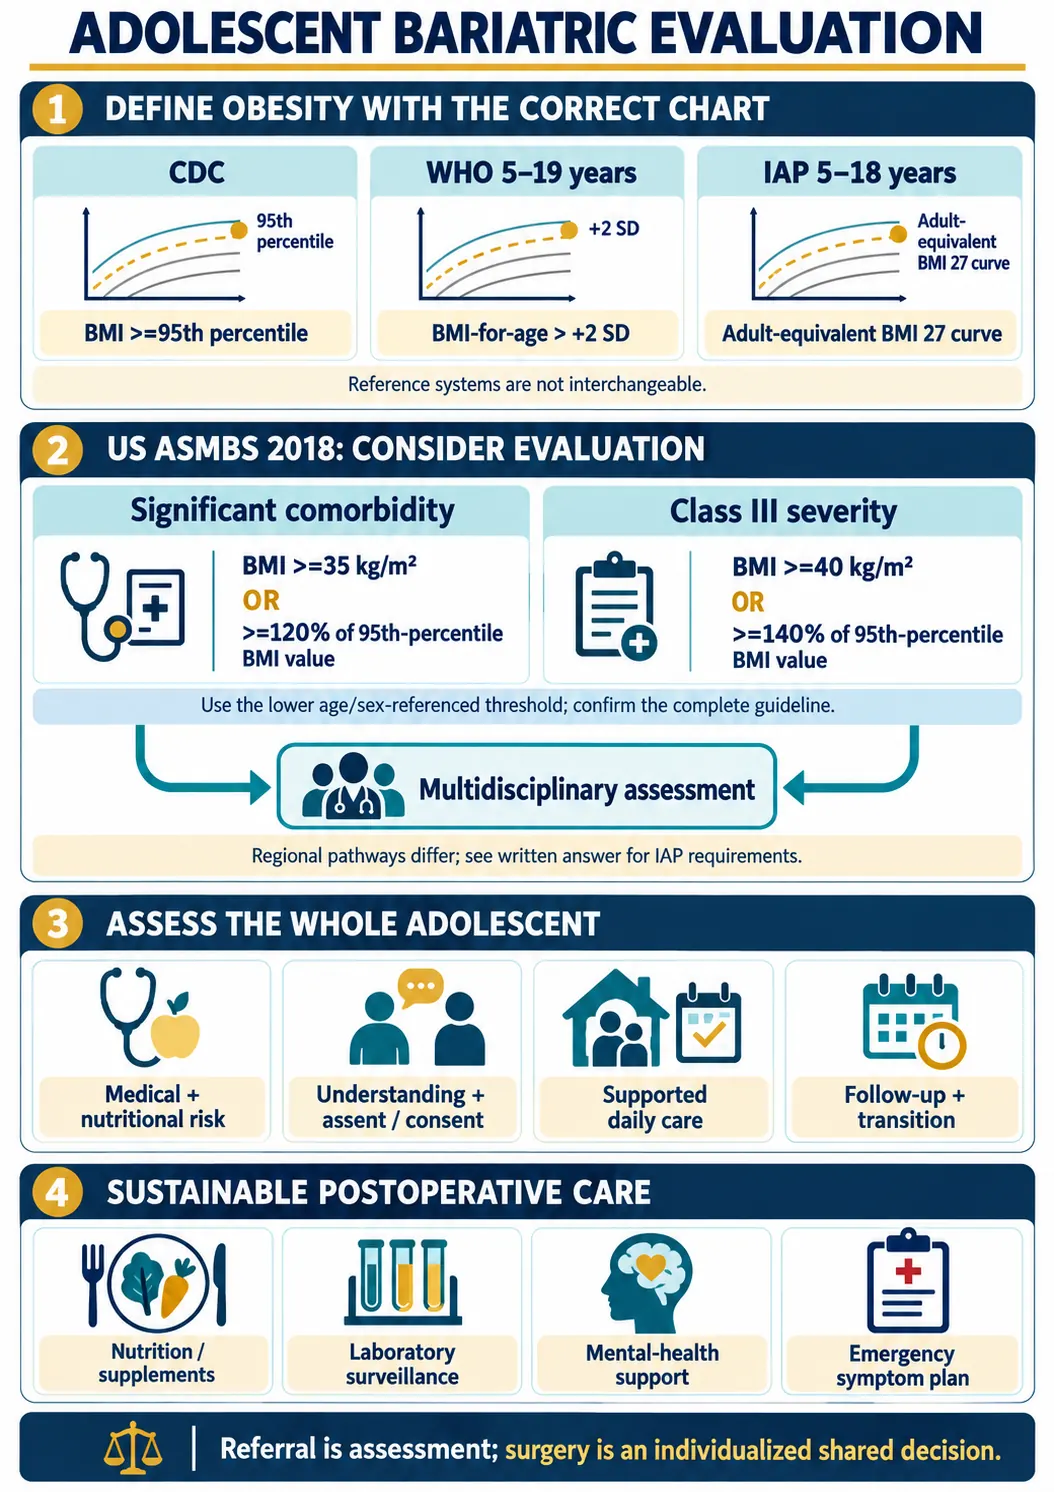 ADOLESCENT BARIATRIC EVALUATION
1 DEFINE OBESITY WITH THE CORRECT CHART
CDC
95th
percentile
BMI >=95th percentile
WHO 5–19 years
+2 SD
BMI-for-age > +2 SD
IAP 5–18 years
Adult-
equivalent
BMI 27 curve
Adult-equivalent BMI 27 curve
Reference systems are not interchangeable.
2 US ASMBS 2018: CONSIDER EVALUATION
Significant comorbidity
BMI >=35 kg/m²
OR
>=120% of 95th-percentile
BMI value
Class III severity
BMI >=40 kg/m²
OR
>=140% of 95th-percentile
BMI value
Use the lower age/sex-referenced threshold; confirm the complete guideline.
Multidisciplinary assessment
Regional pathways differ; see written answer for IAP requirements.
3 ASSESS THE WHOLE ADOLESCENT
Medical +
nutritional risk
Understanding +
assent / consent
Supported
daily care
Follow-up +
transition
4 SUSTAINABLE POSTOPERATIVE CARE
Nutrition /
supplements
Laboratory
surveillance
Mental-health
support
Emergency
symptom plan
Referral is assessment; surgery is an individualized shared decision.